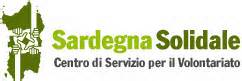 Sardegna Solidale
Centro di Servizio per il Volontariato